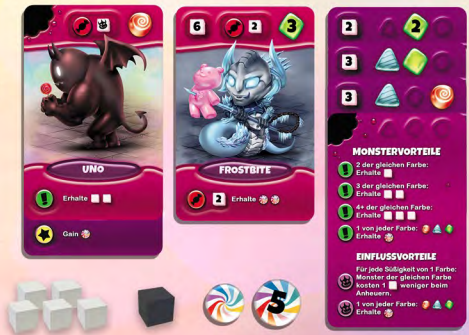 UNO
Erhalte
Gain
6
2
3
FROSTBITE
2
Erhalte
2
2
3
3
MONSTERVORTEILE
2 der gleichen Farbe:
Erhalte
3 der gleichen Farbe:
Erhalte
4+ der gleichen Farbe:
Erhalte
1 von jeder Farbe:
Erhalte
EINFLUSSVORTEILE
Für jede Süßigkeit von 1 Farbe:
Monster der gleichen Farbe
kosten 1 weniger beim
Anheuern.
1 von jeder Farbe:
Erhalte
5